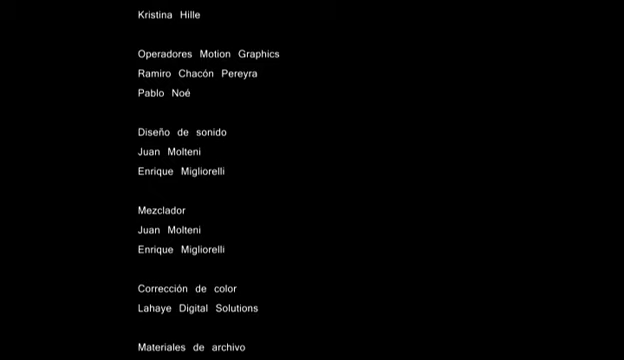 Kristina Hille
Operadores Motion Graphics
Ramiro Chacón Pereyra
Pablo Noé
Diseño de sonido
Juan Molteni
Enrique Migliorelli
Mezclador
Juan Molteni
Enrique Migliorelli
Corrección de color
Lahaye Digital Solutions
Materiales de archivo